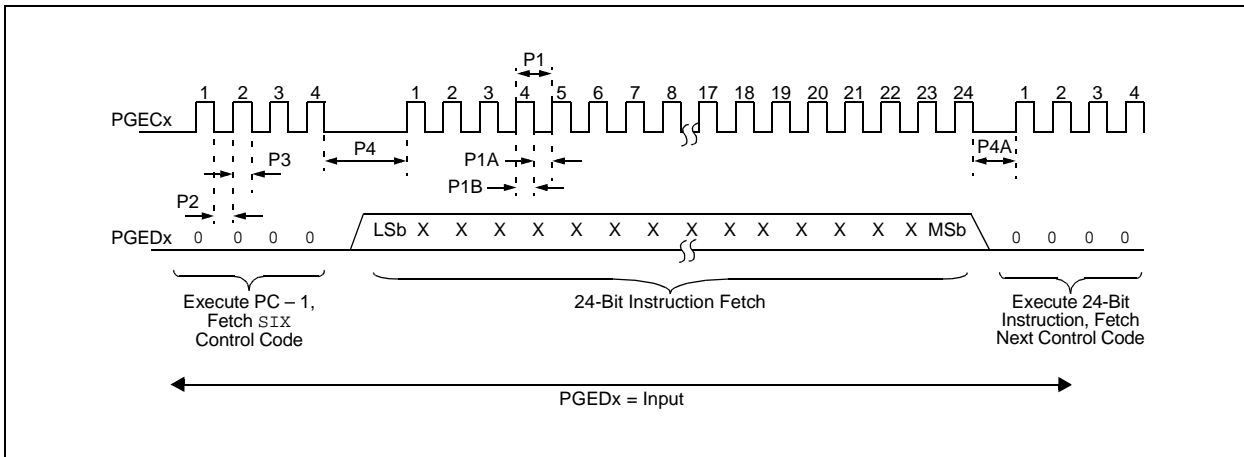 P1
1 2 3 4 1 2 3 4 5 6 7 8 17 18 19 20 21 22 23 24 1 2 3 4
PGECx
P4 P4A
P3 P1A
P1B
P2
PGEDx 0 0 0 0 LSb X X X X X X X X X X X X X X MSb 0 0 0 0
Execute PC – 1, 24-Bit Instruction Fetch Execute 24-Bit
Fetch SIX Instruction, Fetch
Control Code Next Control Code
PGEDx = Input